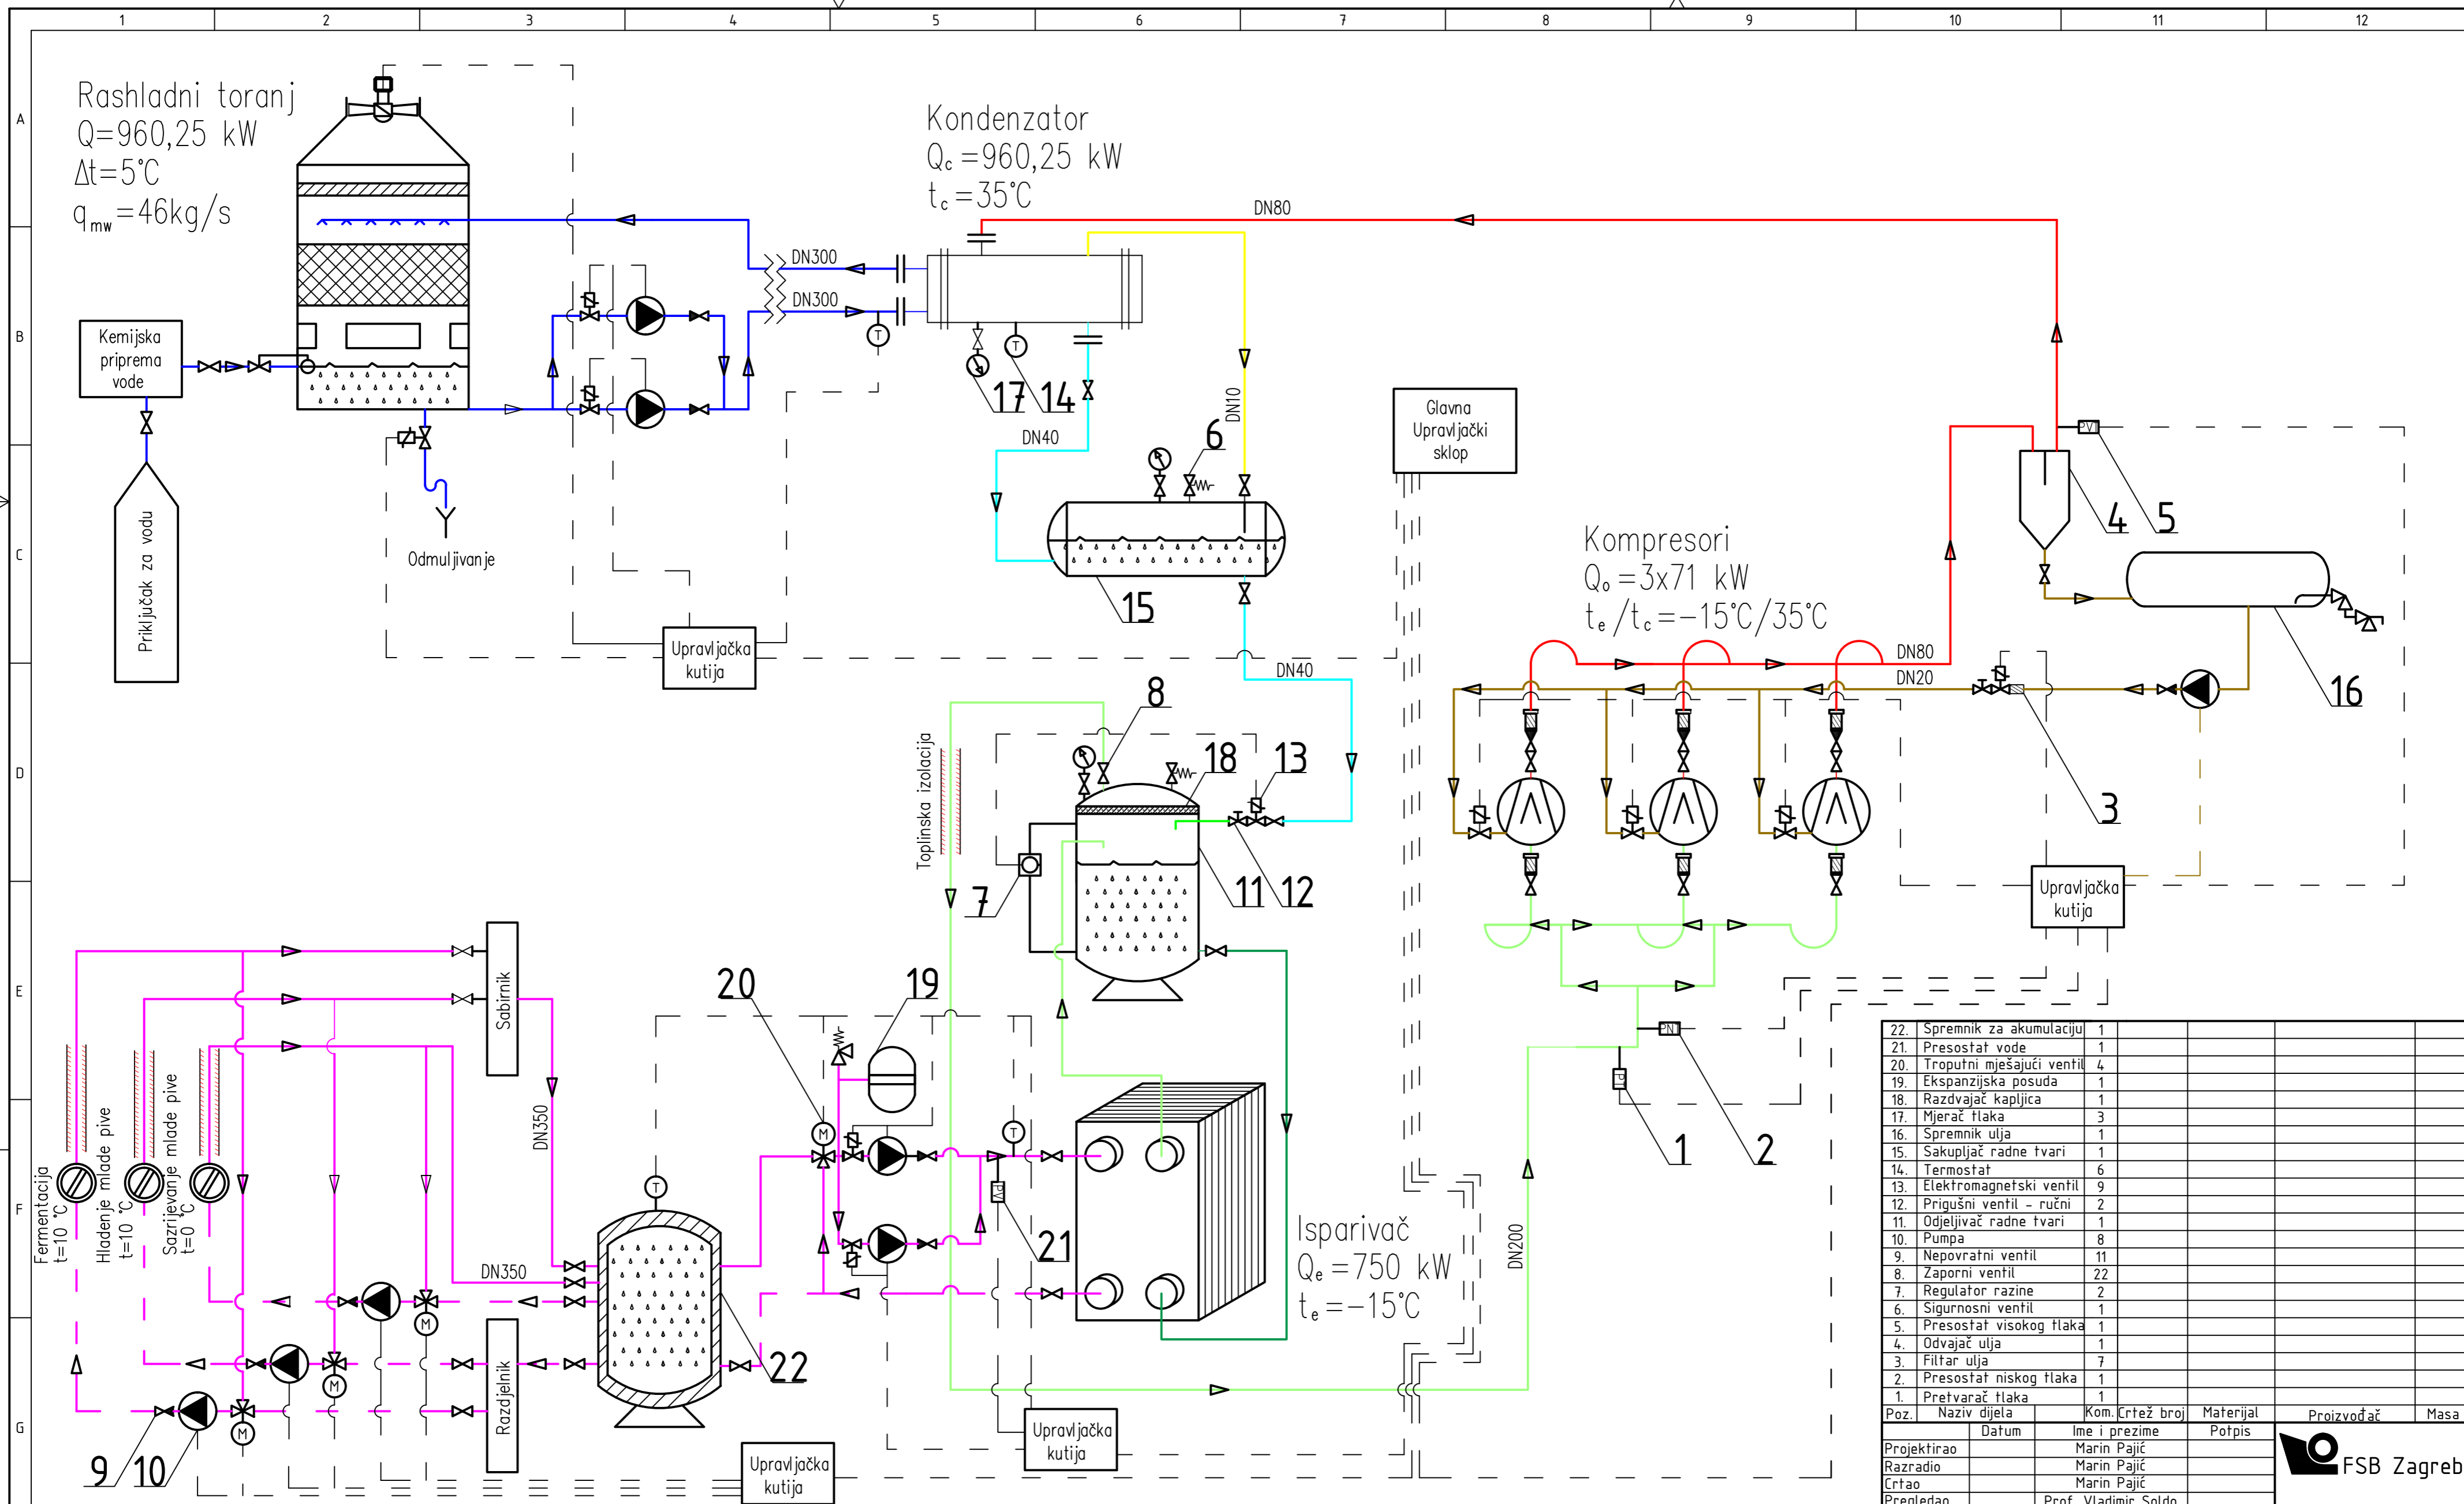 1 2 3 4 5 6 7 8 9 10 11 12
A
B
C
D
E
F
G
Rashladni toranj
Q=960,25 kW
Δt=5°C
qmw=46kg/s
Kondenzator
Qc=960,25 kW
tc=35°C
DN80
DN300
DN300
T
T
17
14
DN10
DN40
6
15
DN40
Kemijska
priprema
vode
Priključak za vodu
Odmuljivanje
Upravljačka
kutija
Glavna
Upravljački
sklop
Kompresori
Qo=3x71 kW
te/tc=-15°C/35°C
4
5
16
DN80
DN20
3
Upravljačka
kutija
Toplinska izolacija
8
18
13
7
11
12
Sabirnik
20
19
DN350
Fermentacija
t=10 °C
Hlađenje mlade pive
t=10 °C
Sazrijevanje mlade pive
t=0 °C
T
M
T
21
DN350
M
M
M
22
Razdjelnik
9
10
Isparivač
Qe=750 kW
te=-15°C
DN200
1
2
Upravljačka
kutija
Upravljačka
kutija
22. Spremnik za akumulaciju 1
21. Presostat vode 1
20. Troputni mješajući ventil 4
19. Ekspanzijska posuda 1
18. Razdvajač kapljica 1
17. Mjerač tlaka 3
16. Spremnik ulja 1
15. Sakupljač radne tvari 1
14. Termostat 6
13. Elektromagnetski ventil 9
12. Prigušni ventil - ručni 2
11. Odjeljivač radne tvari 1
10. Pumpa 8
9. Nepovratni ventil 11
8. Zaporni ventil 22
7. Regulator razine 2
6. Sigurnosni ventil 1
5. Presostat visokog tlaka 1
4. Odvajač ulja 1
3. Filtar ulja 7
2. Presostat niskog tlaka 1
1. Pretvarač tlaka 1
Poz. Naziv dijela Kom. Crtež broj Materijal Proizvođač Masa
Datum Ime i prezime Potpis
Projektirao Marin Pajić
Razradio Marin Pajić
Crtao Marin Pajić
Pregledao Prof. Vladimir Soldo
FSB Zagreb